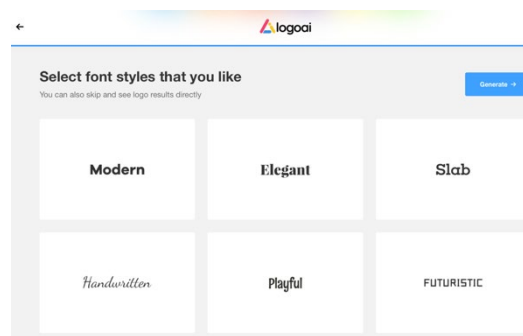 ←
logoai
Select font styles that you like
You can also skip and see logo results directly
Generate →
Modern
Elegant
Slab
Handwritten
Playful
FUTURISTIC